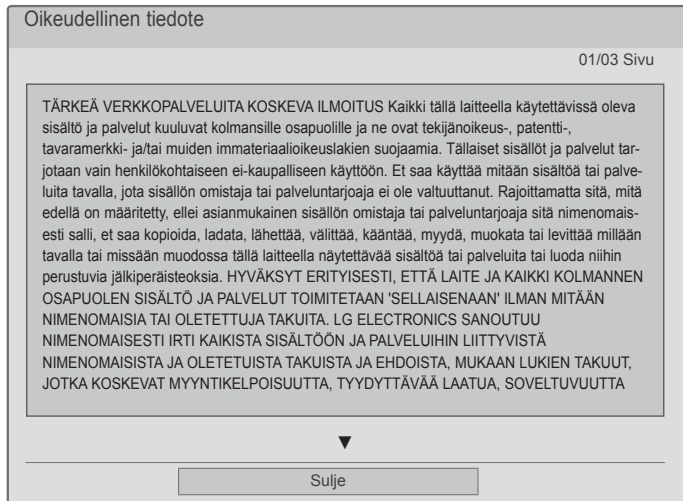 Oikeudellinen tiedote
01/03 Sivu
TÄRKEÄ VERKKOPALVELUITA KOSKEVA ILMOITUS Kaikki tällä laitteella käytettävissä oleva
sisältö ja palvelut kuuluvat kolmansille osapuolille ja ne ovat tekijänoikeus-, patentti-,
tavaramerkki- ja/tai muiden immateriaalioikeuslakien suojaamia. Tällaiset sisällöt ja palvelut tar-
jotaan vain henkilökohtaiseen ei-kaupalliseen käyttöön. Et saa käyttää mitään sisältöä tai palve-
luita tavalla, jota sisällön omistaja tai palveluntarjoaja ei ole valtuuttanut. Rajoittamatta sitä, mitä
edellä on määritetty, ellei asianmukainen sisällön omistaja tai palveluntarjoaja sitä nimenomais-
esti salli, et saa kopioida, ladata, lähettää, välittää, kääntää, myydä, muokata tai levittää millään
tavalla tai missään muodossa tällä laitteella näytettävää sisältöä tai palveluita tai luoda niihin
perustuvia jälkiperäisteoksia. HYVÄKSYT ERITYISESTI, ETTÄ LAITE JA KAIKKI KOLMANNEN
OSAPUOLEN SISÄLTÖ JA PALVELUT TOIMITETAAN 'SELLAISENAAN' ILMAN MITÄÄN
NIMENOMAISIA TAI OLETETTUJA TAKUITA. LG ELECTRONICS SANOUTUU
NIMENOMAISESTI IRTI KAIKISTA SISÄLTÖÖN JA PALVELUIHIN LIITTYVISTÄ
NIMENOMAISISTA JA OLETETUISTA TAKUISTA JA EHDOISTA, MUKAAN LUKIEN TAKUUT,
JOTKA KOSKEVAT MYYNTIKELPOISUUTTA, TYYDYTTÄVÄÄ LAATUA, SOVELTUVUUTTA
▼
Sulje